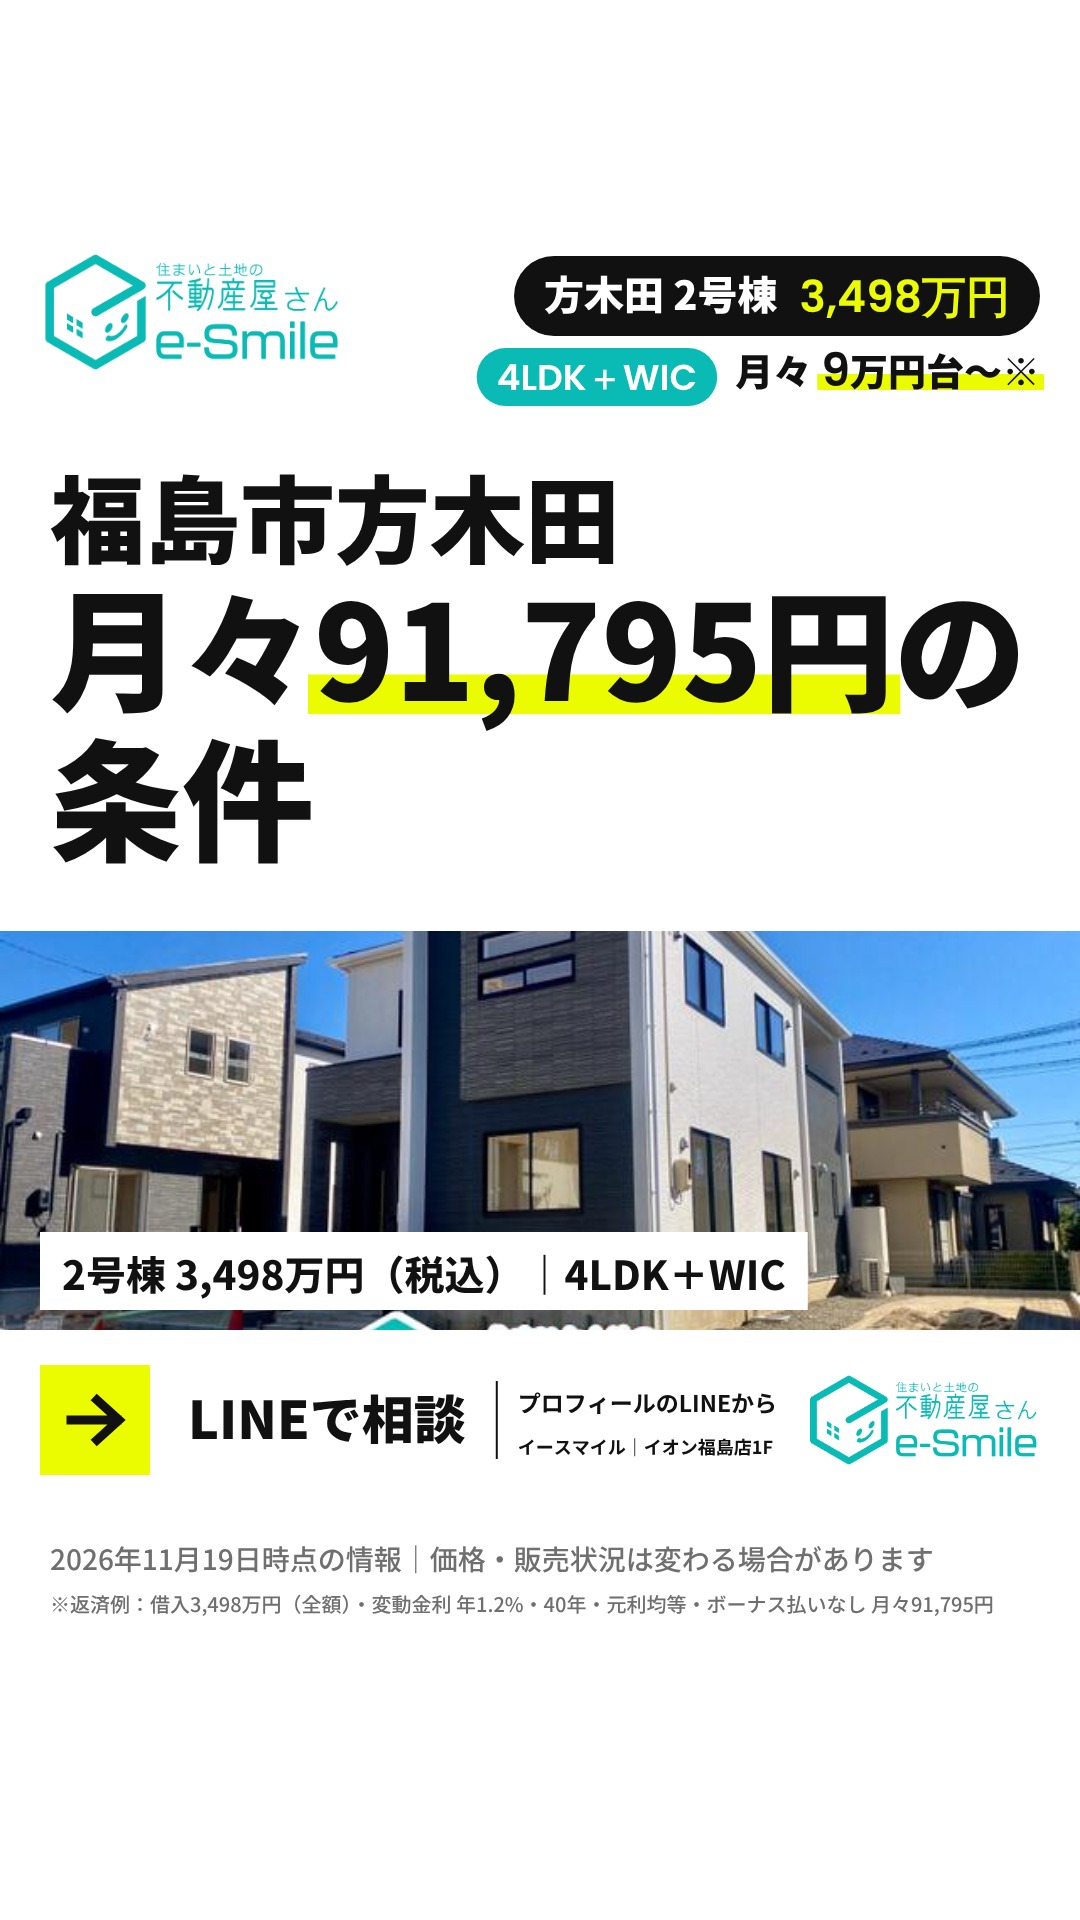 住まいと土地の
不動産屋さん
e-Smile
方木田 2号棟 3,498万円
4LDK+WIC 月々 9万円台〜※
福島市方木田
月々91,795円の
条件
2号棟 3,498万円（税込）｜4LDK＋WIC
LINEで相談
プロフィールのLINEから
イースマイル｜イオン福島店1F
住まいと土地の
不動産屋さん
e-Smile
2026年11月19日時点の情報｜価格・販売状況は変わる場合があります
※返済例：借入3,498万円（全額）・変動金利 年1.2%・40年・元利均等・ボーナス払いなし 月々91,795円